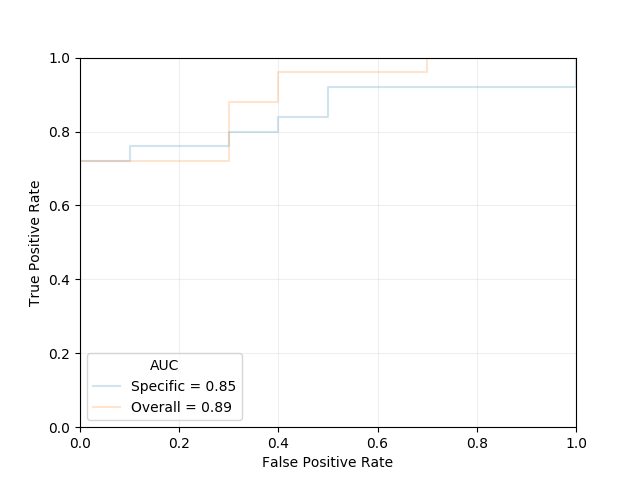 1.0
0.8
0.6
0.4
0.2
0.0
True Positive Rate
AUC
Specific = 0.85
Overall = 0.89
0.0 0.2 0.4 0.6 0.8 1.0
False Positive Rate